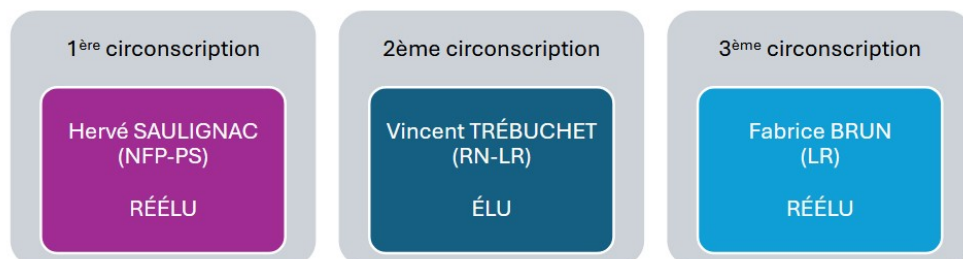 1ère circonscription
Hervé SAULIGNAC
(NFP-PS)
RÉÉLU
2ème circonscription
Vincent TRÉBUCHET
(RN-LR)
ÉLU
3ème circonscription
Fabrice BRUN
(LR)
RÉÉLU